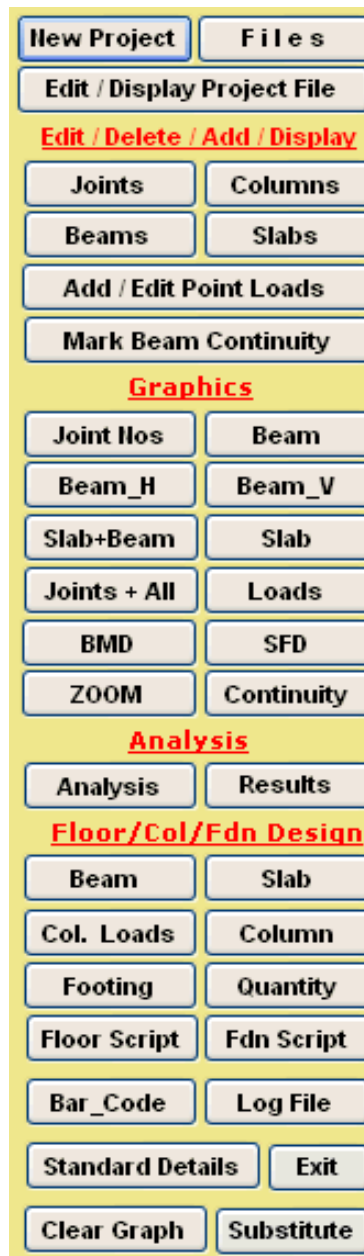 New Project Files
Edit / Display Project File
Edit / Delete / Add / Display
Joints Columns
Beams Slabs
Add / Edit Point Loads
Mark Beam Continuity
Graphics
Joint Nos Beam
Beam_H Beam_V
Slab+Beam Slab
Joints + All Loads
BMD SFD
ZOOM Continuity
Analysis
Analysis Results
Floor/Col/Fdn Design
Beam Slab
Col. Loads Column
Footing Quantity
Floor Script Fdn Script
Bar_Code Log File
Standard Details Exit
Clear Graph Substitute